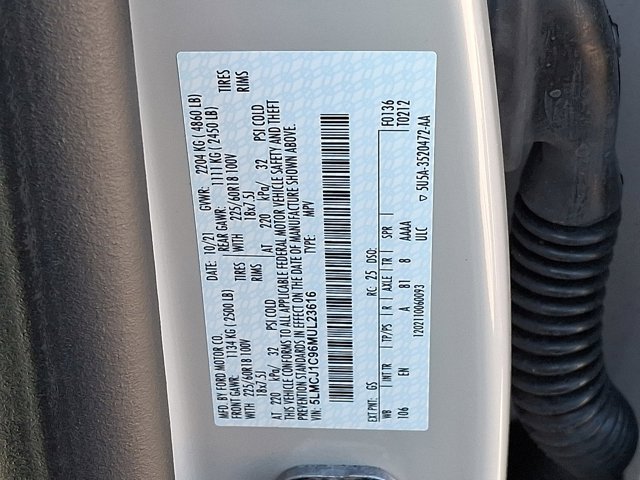 MFD. BY FORD MOTOR CO.
DATE: 10/21 GVWR: 2204 KG (4860 LB)
FRONT GAWR: 1134 KG (2500 LB) REAR GAWR: 1111 KG (2450 LB)
WITH 225/60R18 100V TIRES WITH 225/60R18 100V TIRES
18x7.5J RIMS 18x7.5J RIMS
AT 220 kPa/ 32 PSI COLD AT 220 kPa/ 32 PSI COLD
THIS VEHICLE CONFORMS TO ALL APPLICABLE FEDERAL MOTOR VEHICLE SAFETY AND THEFT
PREVENTION STANDARDS IN EFFECT ON THE DATE OF MANUFACTURE SHOWN ABOVE.
VIN: 5LMCJ1C96MUL23616 TYPE: MPV
EXT PNT: GS RC: 25 DSO: F0136
WB INT TR TP/PS R AXLE TR SPR T0212
106 EN A B1 8 AAAA
ULC
120210006093 5U5A-3520472-AA